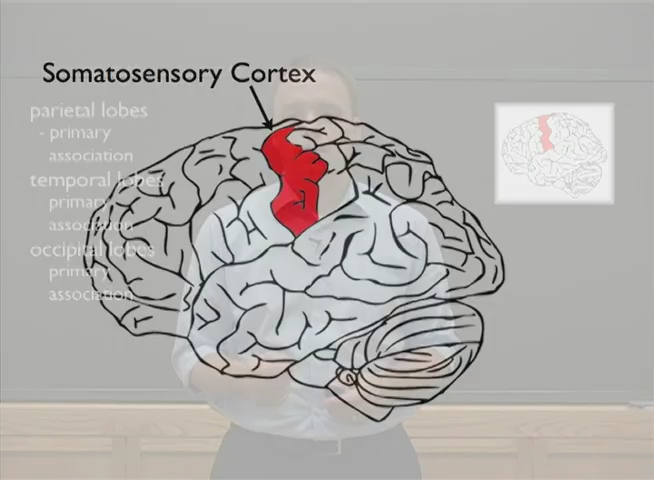 Somatosensory Cortex
parietal lobes
- primary
association
temporal lobes
primary
association
occipital lobes
primary
association